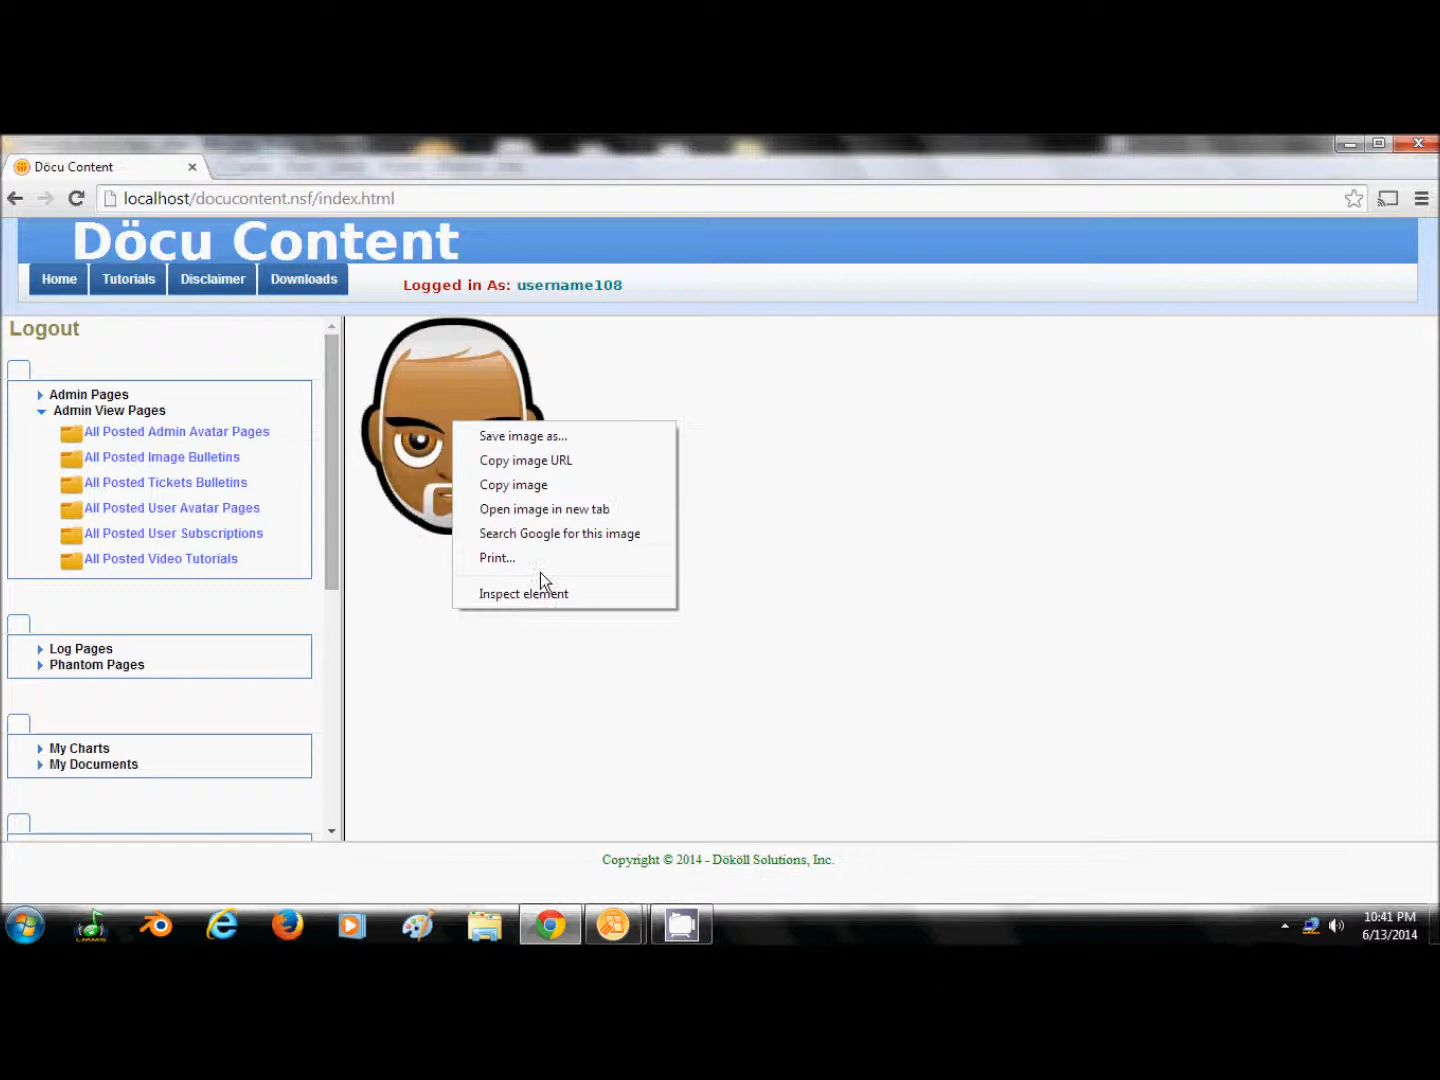 Döcu Content
localhost/docucontent.nsf/index.html
Döcu Content
Home Tutorials Disclaimer Downloads
Logged in As: username108
Logout
Admin Pages
Admin View Pages
All Posted Admin Avatar Pages
All Posted Image Bulletins
All Posted Tickets Bulletins
All Posted User Avatar Pages
All Posted User Subscriptions
All Posted Video Tutorials
Log Pages
Phantom Pages
My Charts
My Documents
Save image as...
Copy image URL
Copy image
Open image in new tab
Search Google for this image
Print...
Inspect element
Copyright © 2014 - Dököll Solutions, Inc.
LMMS
10:41 PM
6/13/2014